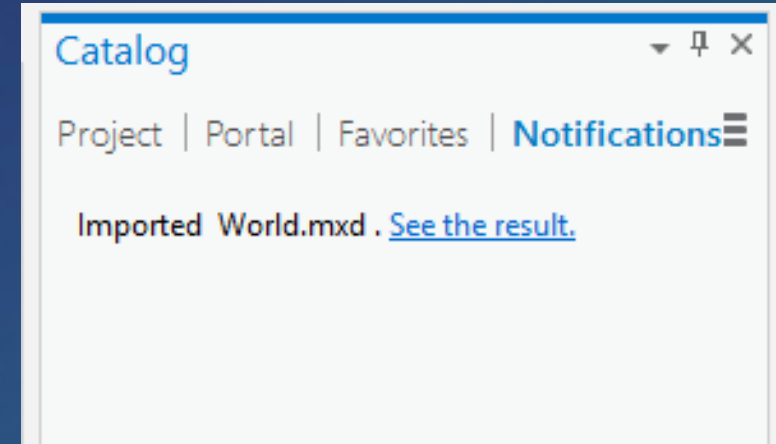 Catalog
Project | Portal | Favorites | Notifications
Imported World.mxd . See the result.